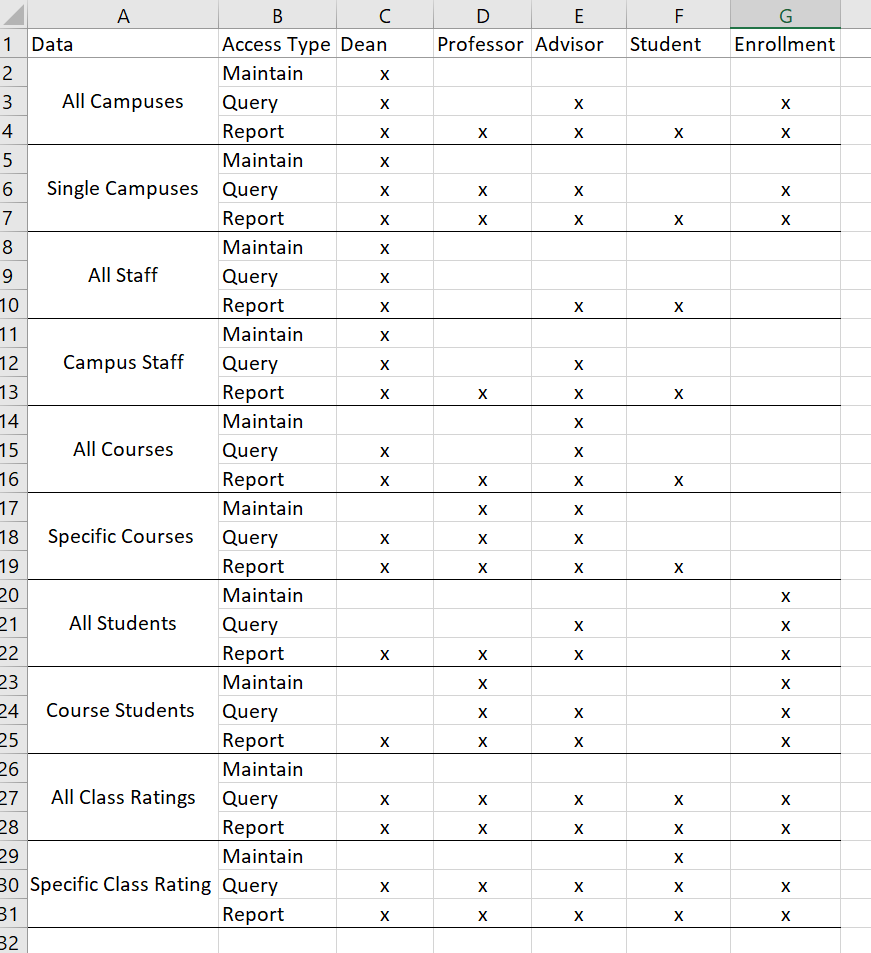 A B C D E F G
1 Data Access Type Dean Professor Advisor Student Enrollment
2 Maintain x
3 All Campuses Query x x x
4 Report x x x x x
5 Maintain x
6 Single Campuses Query x x x x
7 Report x x x x x
8 Maintain x
9 All Staff Query x
10 Report x x x
11 Maintain x
12 Campus Staff Query x x
13 Report x x x x
14 Maintain x
15 All Courses Query x x
16 Report x x x x
17 Maintain x x
18 Specific Courses Query x x x
19 Report x x x x
20 Maintain x
21 All Students Query x x
22 Report x x x x
23 Maintain x x
24 Course Students Query x x x
25 Report x x x x
26 Maintain
27 All Class Ratings Query x x x x x
28 Report x x x x x
29 Maintain x
30 Specific Class Rating Query x x x x x
31 Report x x x x x
32